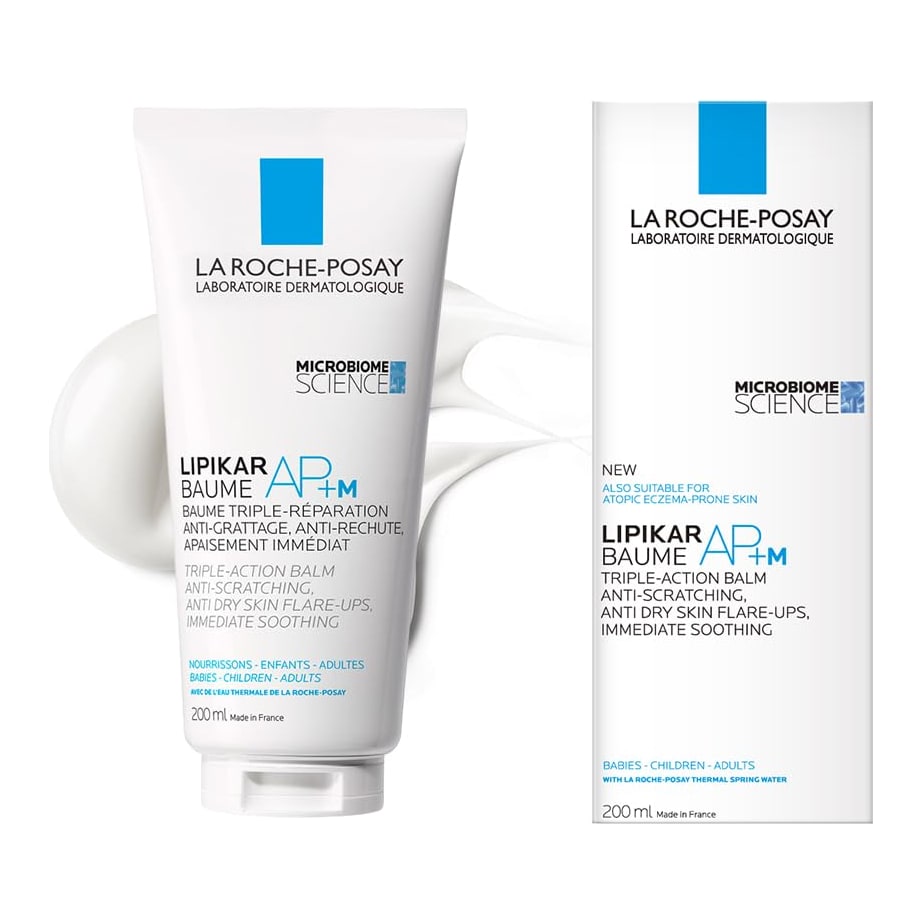 LA ROCHE-POSAY
LABORATOIRE DERMATOLOGIQUE
MICROBIOME
SCIENCE
LIPIKAR
BAUME AP+M
BAUME TRIPLE-RÉPARATION
ANTI-GRATTAGE, ANTI-RECHUTE,
APAISEMENT IMMÉDIAT
TRIPLE-ACTION BALM
ANTI-SCRATCHING,
ANTI DRY SKIN FLARE-UPS,
IMMEDIATE SOOTHING
NOURRISSONS - ENFANTS - ADULTES
BABIES - CHILDREN - ADULTS
AVEC DE L'EAU THERMALE DE LA ROCHE-POSAY
200 ml Made in France
LA ROCHE-POSAY
LABORATOIRE DERMATOLOGIQUE
MICROBIOME
SCIENCE
NEW
ALSO SUITABLE FOR
ATOPIC ECZEMA-PRONE SKIN
LIPIKAR
BAUME AP+M
TRIPLE-ACTION BALM
ANTI-SCRATCHING,
ANTI DRY SKIN FLARE-UPS,
IMMEDIATE SOOTHING
BABIES - CHILDREN - ADULTS
WITH LA ROCHE-POSAY THERMAL SPRING WATER
200 ml Made in France